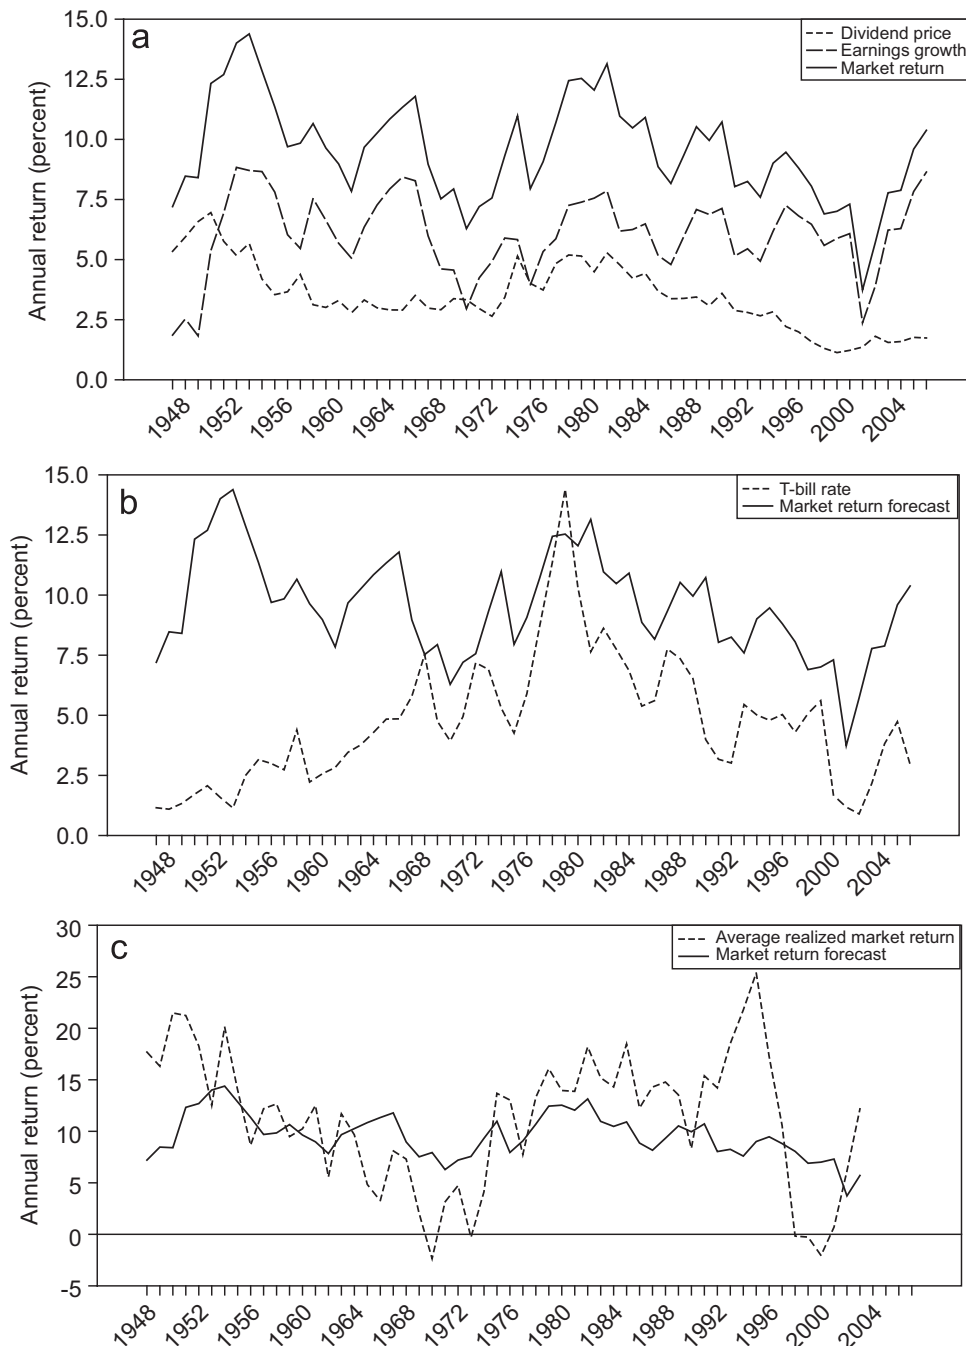 a
Dividend price
Earnings growth
Market return
Annual return (percent)
15.0
12.5
10.0
7.5
5.0
2.5
0.0
1948 1952 1956 1960 1964 1968 1972 1976 1980 1984 1988 1992 1996 2000 2004
b
T-bill rate
Market return forecast
Annual return (percent)
15.0
12.5
10.0
7.5
5.0
2.5
0.0
1948 1952 1956 1960 1964 1968 1972 1976 1980 1984 1988 1992 1996 2000 2004
c
Average realized market return
Market return forecast
Annual return (percent)
30
25
20
15
10
5
0
-5
1948 1952 1956 1960 1964 1968 1972 1976 1980 1984 1988 1992 1996 2000 2004